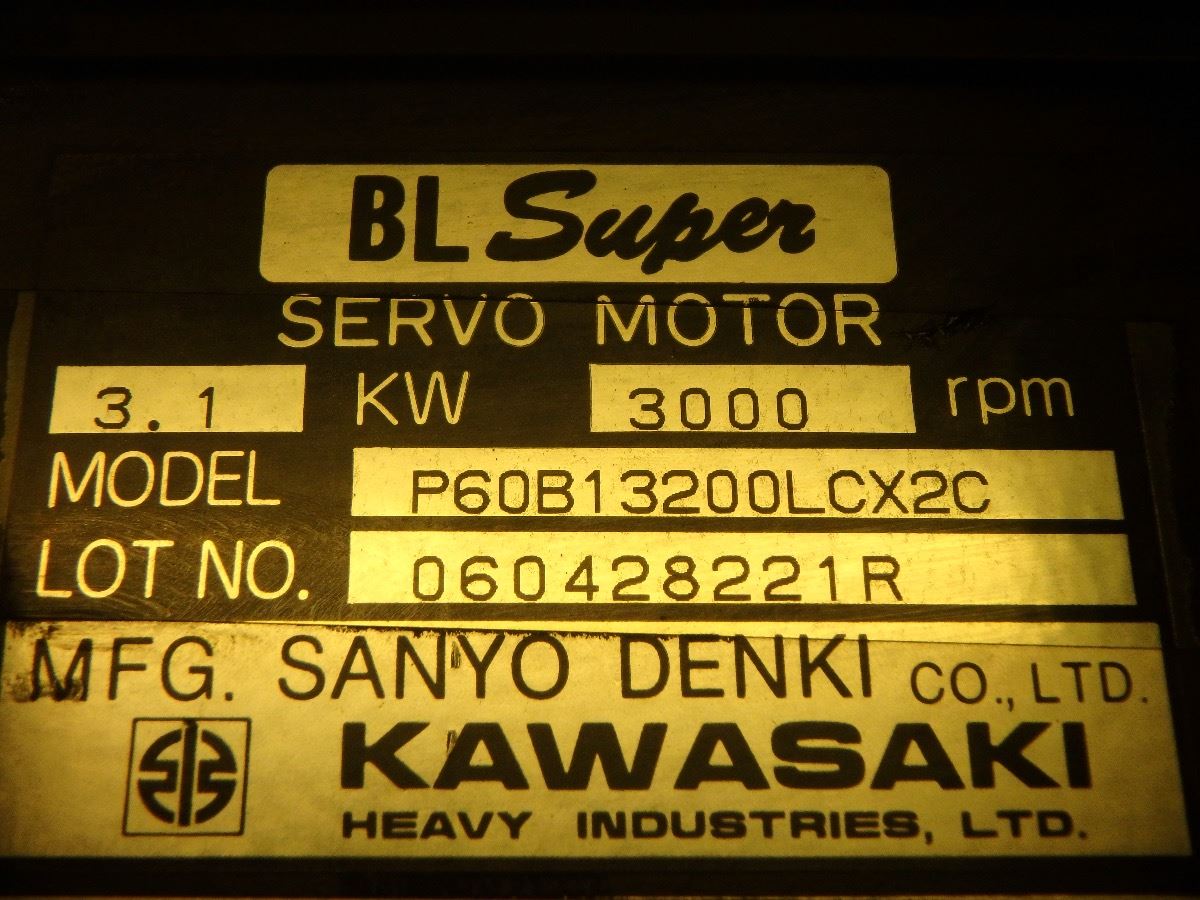 BL Super
SERVO MOTOR
3.1 KW 3000 rpm
MODEL P60B13200LCX2C
LOT NO. 060428221R
MFG. SANYO DENKI CO., LTD.
KAWASAKI
HEAVY INDUSTRIES, LTD.